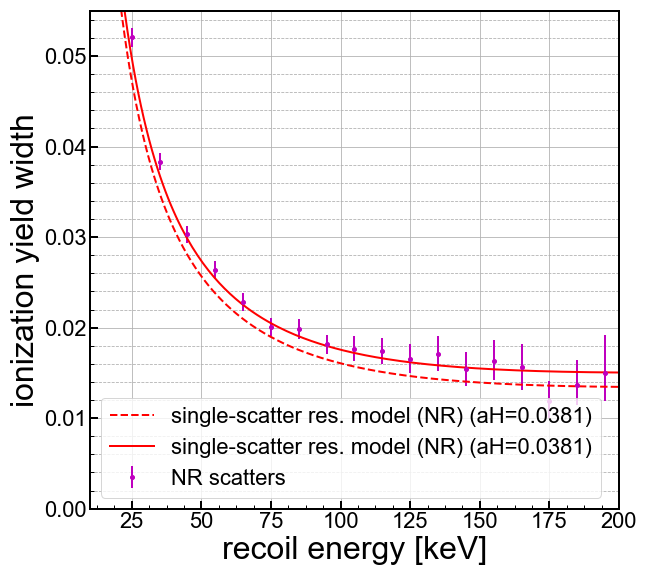 ionization yield width
0.05
0.04
0.03
0.02
0.01
0.00
single-scatter res. model (NR) (aH=0.0381)
single-scatter res. model (NR) (aH=0.0381)
NR scatters
25 50 75 100 125 150 175 200
recoil energy [keV]